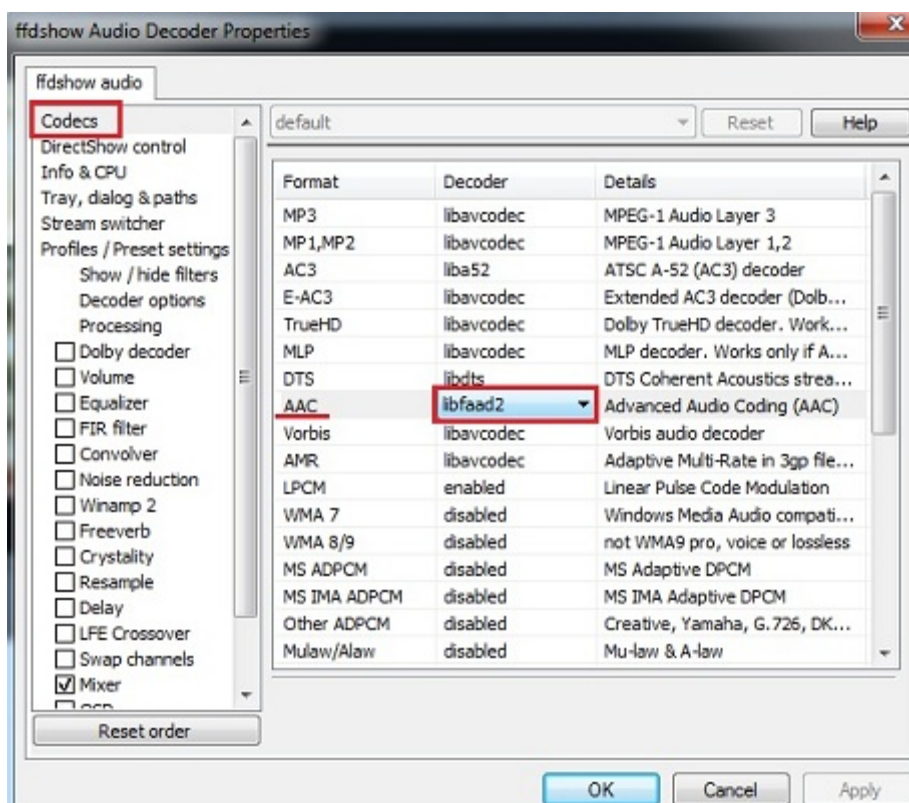 ffdshow Audio Decoder Properties
ffdshow audio
Codecs
DirectShow control
Info & CPU
Tray, dialog & paths
Stream switcher
Profiles / Preset settings
Show / hide filters
Decoder options
Processing
Dolby decoder
Volume
Equalizer
FIR filter
Convolver
Noise reduction
Winamp 2
Freeverb
Crystality
Resample
Delay
LFE Crossover
Swap channels
Mixer
Reset order
default Reset Help
Format Decoder Details
MP3 libavcodec MPEG-1 Audio Layer 3
MP1,MP2 libavcodec MPEG-1 Audio Layer 1,2
AC3 liba52 ATSC A-52 (AC3) decoder
E-AC3 libavcodec Extended AC3 decoder (Dolb...
TrueHD libavcodec Dolby TrueHD decoder. Work...
MLP libavcodec MLP decoder. Works only if A...
DTS libdts DTS Coherent Acoustics strea...
AAC libfaad2 Advanced Audio Coding (AAC)
Vorbis libavcodec Vorbis audio decoder
AMR libavcodec Adaptive Multi-Rate in 3gp file...
LPCM enabled Linear Pulse Code Modulation
WMA 7 disabled Windows Media Audio compati...
WMA 8/9 disabled not WMA9 pro, voice or lossless
MS ADPCM disabled MS Adaptive DPCM
MS IMA ADPCM disabled MS IMA Adaptive DPCM
Other ADPCM disabled Creative, Yamaha, G.726, DK...
Mulaw/Alaw disabled Mu-law & A-law
OK Cancel Apply